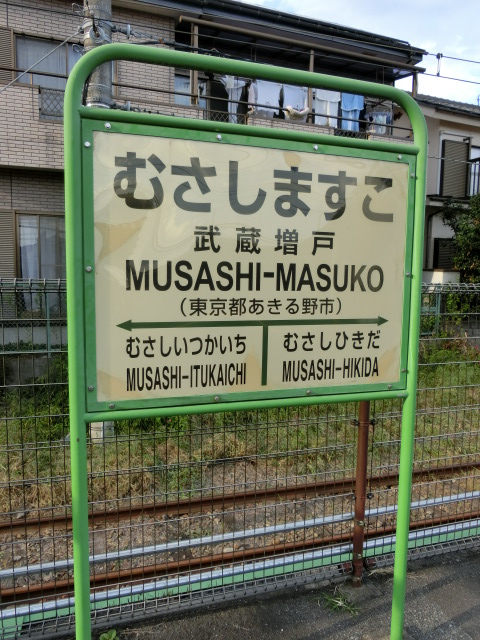 むさしますこ
武蔵増戸
MUSASHI-MASUKO
(東京都あきる野市)
むさしいつかいち むさしひきだ
MUSASHI-ITUKAICHI MUSASHI-HIKIDA